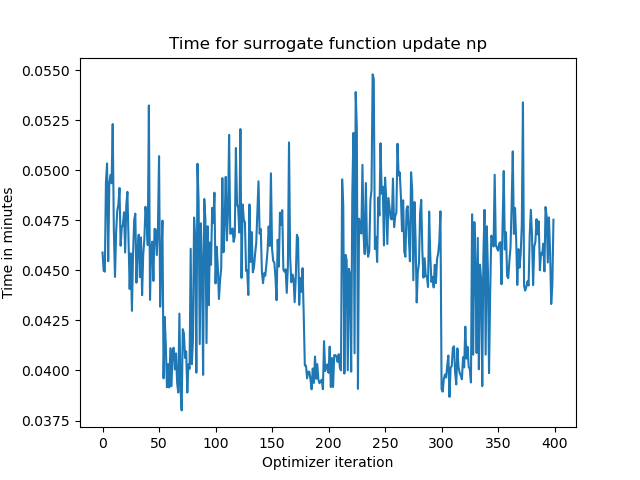 Time for surrogate function update np
0.0550
0.0525
0.0500
0.0475
0.0450
0.0425
0.0400
0.0375
Time in minutes
0 50 100 150 200 250 300 350 400
Optimizer iteration